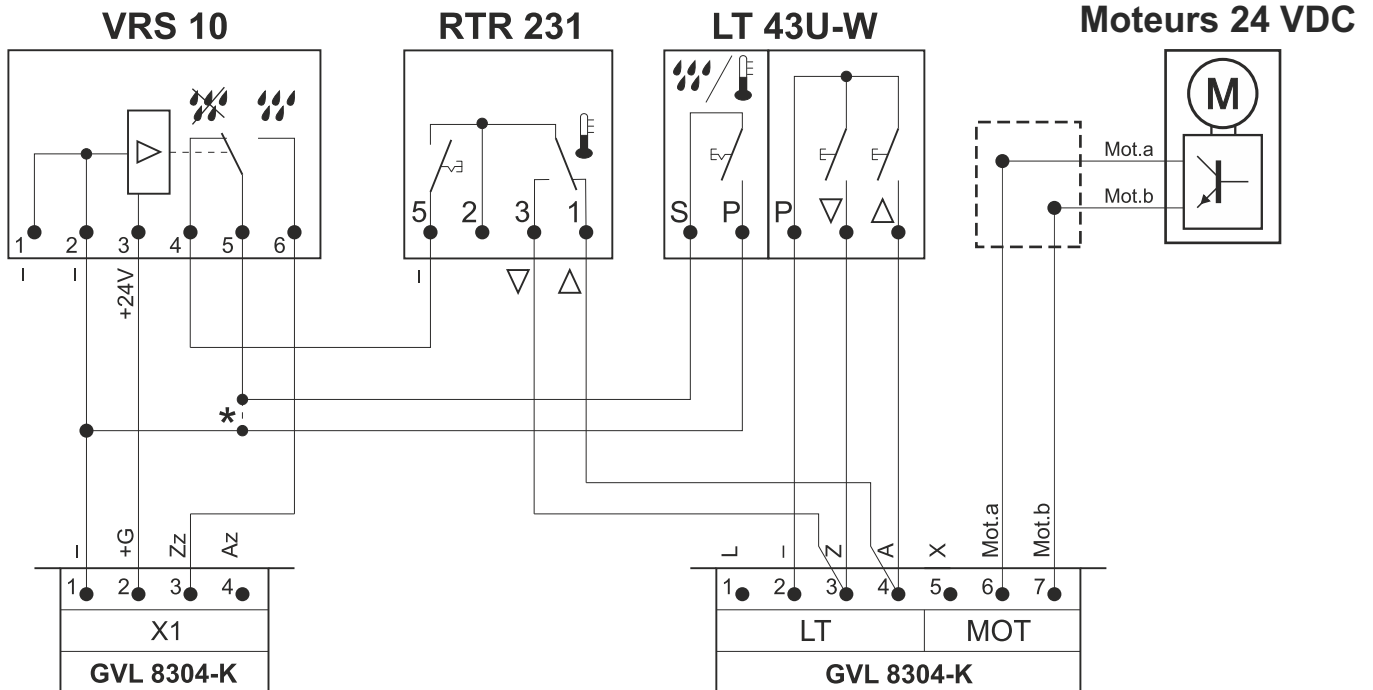 VRS 10 RTR 231 LT 43U-W Moteurs 24 VDC
M
Mot.a
Mot.b
5 2 3 1 S P P
1 2 3 4 5 6
– – +24V –
*
– +G Zz Az L – Z A X Mot.a Mot.b
1 2 3 4 1 2 3 4 5 6 7
X1 LT MOT
GVL 8304-K GVL 8304-K